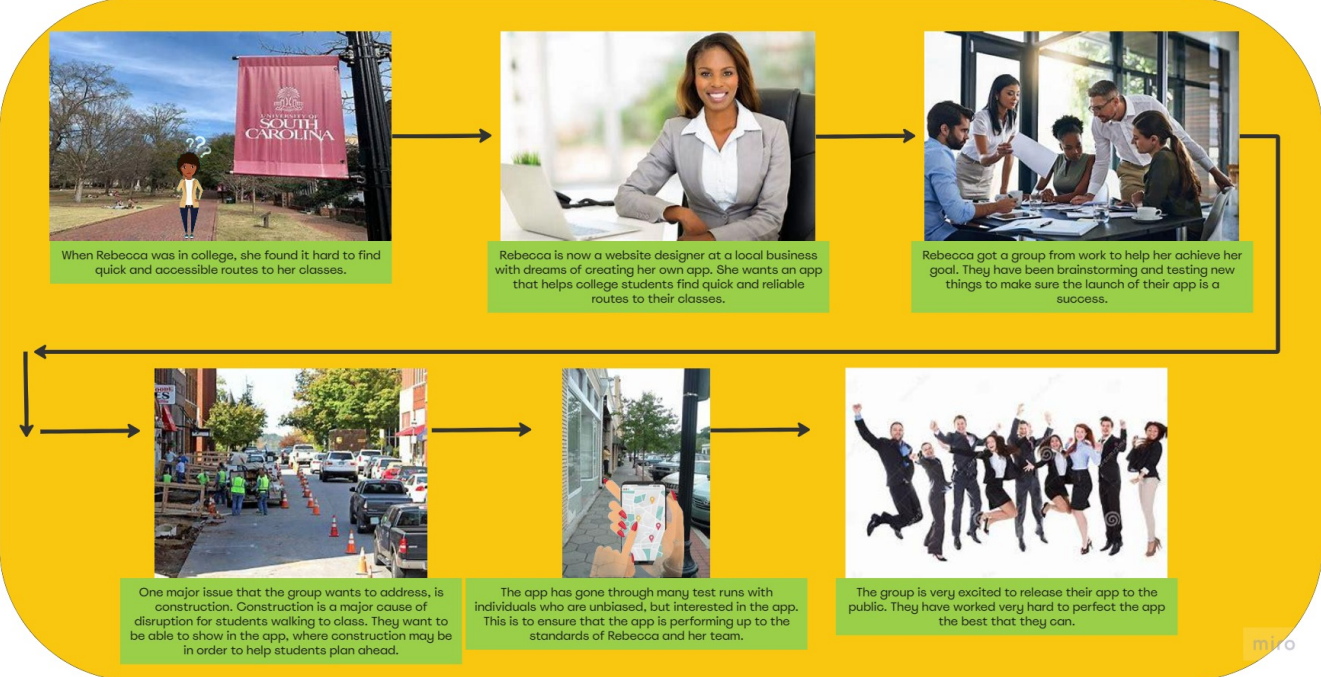 ???
UNIVERSITY OF
SOUTH
CAROLINA
When Rebecca was in college, she found it hard to find
quick and accessible routes to her classes.
Rebecca is now a website designer at a local business
with dreams of creating her own app. She wants an app
that helps college students find quick and reliable
routes to their classes.
Rebecca got a group from work to help her achieve her
goal. They have been brainstorming and testing new
things to make sure the launch of their app is a
success.
One major issue that the group wants to address, is
construction. Construction is a major cause of
disruption for students walking to class. They want to
be able to show in the app, where construction may be
in order to help students plan ahead.
The app has gone through many test runs with
individuals who are unbiased, but interested in the app.
This is to ensure that the app is performing up to the
standards of Rebecca and her team.
The group is very excited to release their app to the
public. They have worked very hard to perfect the app
the best that they can.
miro